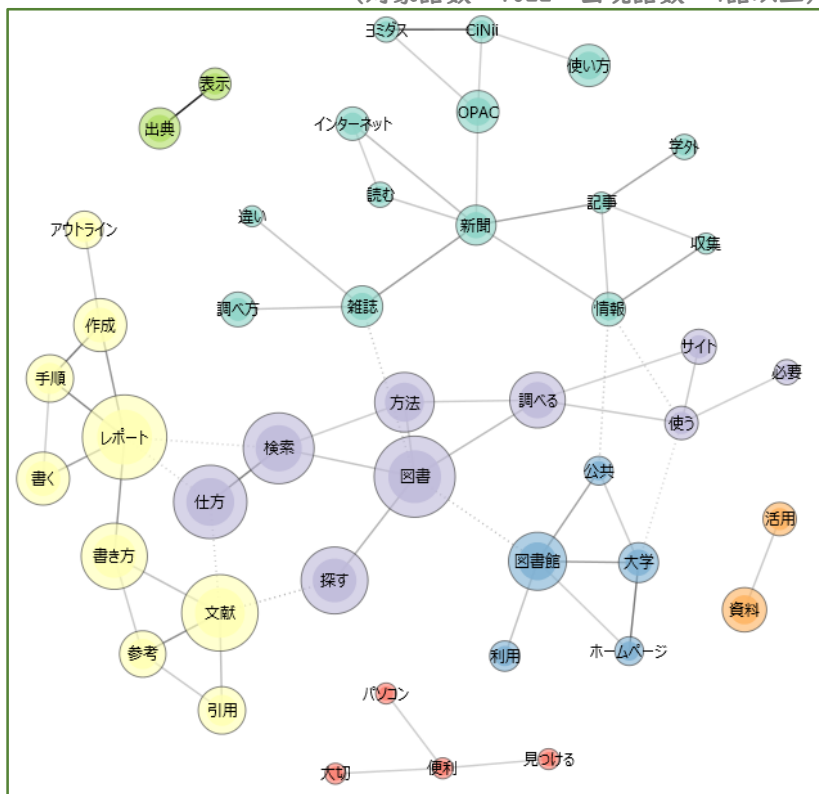 ヨミダス
CiNii
使い方
表示
出典
OPAC
インターネット
学外
読む
記事
違い
新聞
収集
アウトライン
調べ方
雑誌
情報
作成
サイト
手順
方法
調べる
必要
レポート
検索
使う
書く
図書
仕方
公共
活用
書き方
図書館
大学
探す
資料
文献
参考
利用
ホームページ
引用
パソコン
大切
便利
見つける